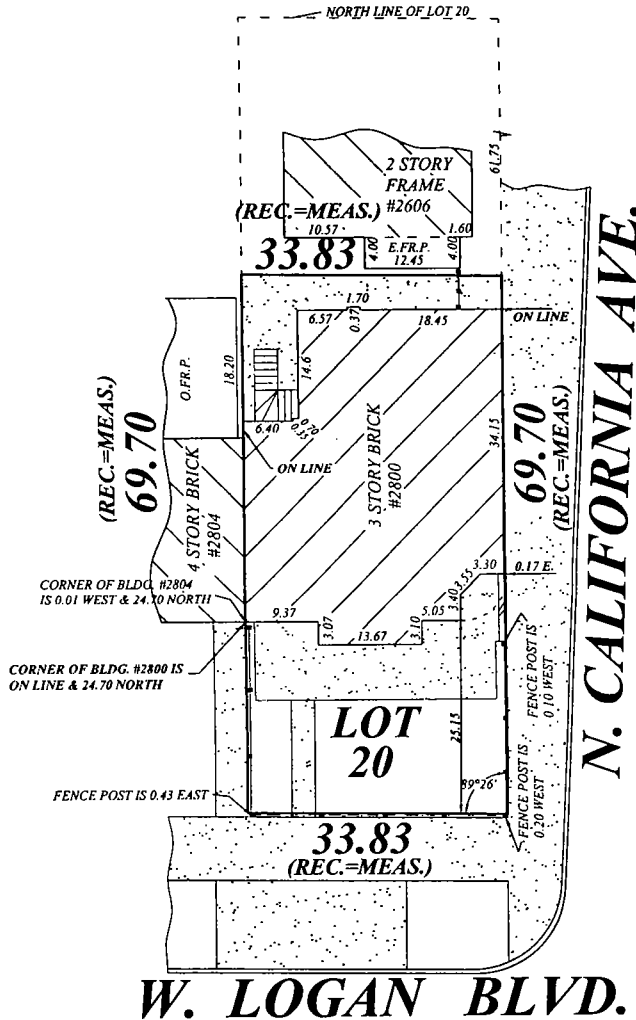 NORTH LINE OF LOT 20
61.75
2 STORY
FRAME
#2606
(REC.=MEAS.)
10.57
1.60
4.00
E.FR.P.
4.00
33.83
12.45
1.70
6.57
0.37
18.45
ON LINE
O.FR.P.
18.20
14.6
6.40
0.70
0.35
ON LINE
(REC.=MEAS.)
69.70
3 STORY BRICK
#2800
34.15
69.70
(REC.=MEAS.)
N. CALIFORNIA AVE.
4 STORY BRICK
#2804
CORNER OF BLDG. #2804
IS 0.01 WEST & 24.70 NORTH
9.37
3.07
13.67
3.10
5.05
3.40
3.55
3.30
0.17 E.
CORNER OF BLDG. #2800 IS
ON LINE & 24.70 NORTH
FENCE POST IS
0.10 WEST
LOT
20
25.15
89°26'
FENCE POST IS
0.20 WEST
FENCE POST IS 0.43 EAST
33.83
(REC.=MEAS.)
W. LOGAN BLVD.